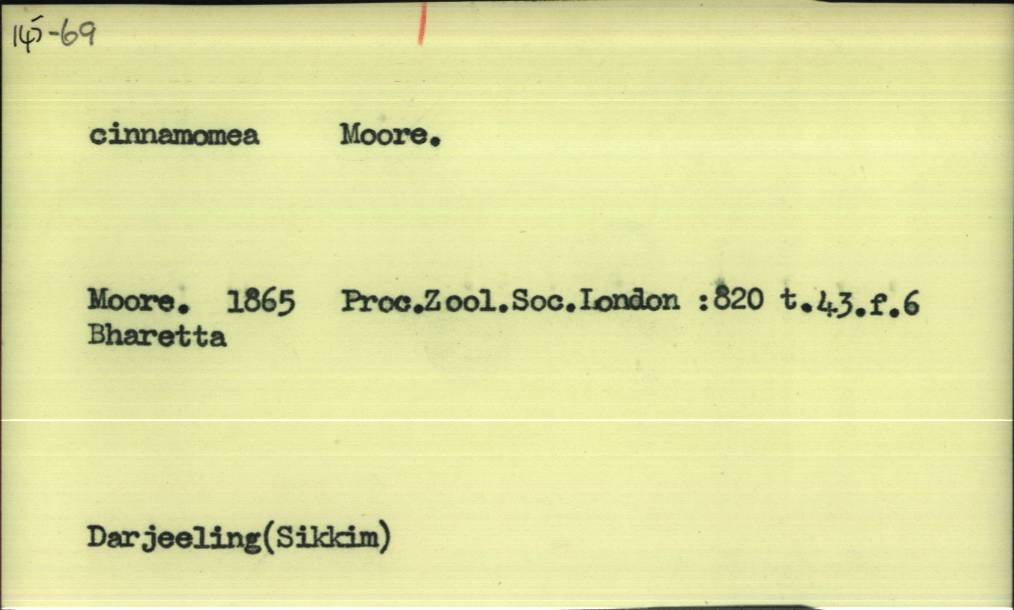 145-69
cinnamomea Moore.
Moore. 1865 Proc.Zool.Soc.London :820 t.43.f.6
Bharetta
Darjeeling(Sikkim)